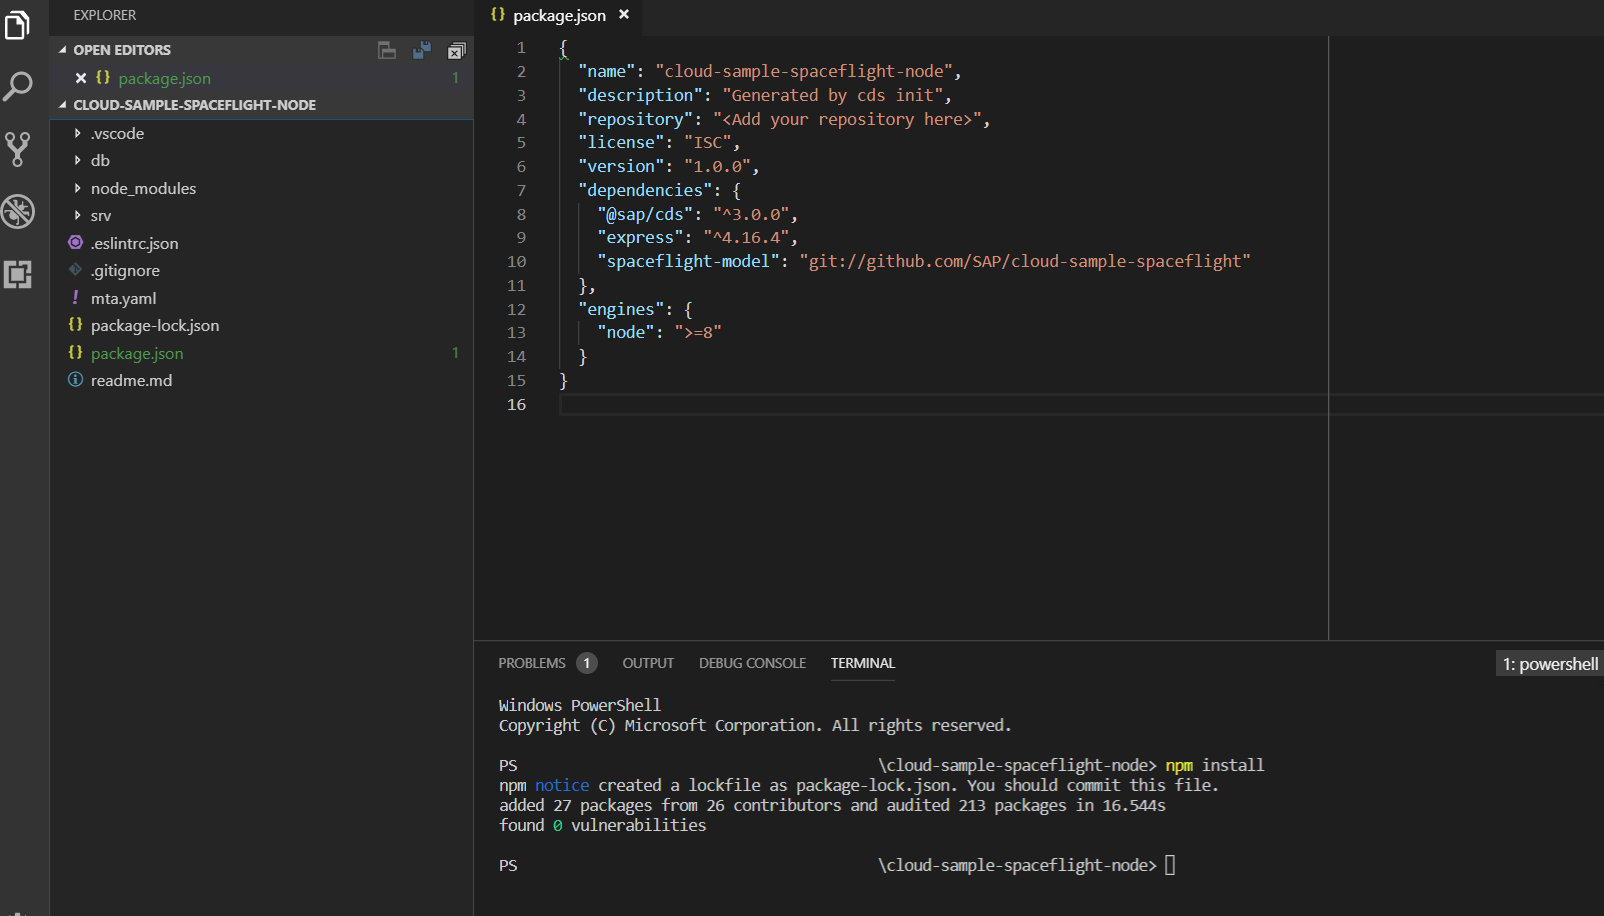 EXPLORER
OPEN EDITORS
package.json 1
CLOUD-SAMPLE-SPACEFLIGHT-NODE
.vscode
db
node_modules
srv
.eslintrc.json
.gitignore
mta.yaml
package-lock.json
package.json 1
readme.md
package.json
1 {
2 "name": "cloud-sample-spaceflight-node",
3 "description": "Generated by cds init",
4 "repository": "<Add your repository here>",
5 "license": "ISC",
6 "version": "1.0.0",
7 "dependencies": {
8 "@sap/cds": "^3.0.0",
9 "express": "^4.16.4",
10 "spaceflight-model": "git://github.com/SAP/cloud-sample-spaceflight"
11 },
12 "engines": {
13 "node": ">=8"
14 }
15 }
16
PROBLEMS 1 OUTPUT DEBUG CONSOLE TERMINAL 1: powershell
Windows PowerShell
Copyright (C) Microsoft Corporation. All rights reserved.
PS \cloud-sample-spaceflight-node> npm install
npm notice created a lockfile as package-lock.json. You should commit this file.
added 27 packages from 26 contributors and audited 213 packages in 16.544s
found 0 vulnerabilities
PS \cloud-sample-spaceflight-node>